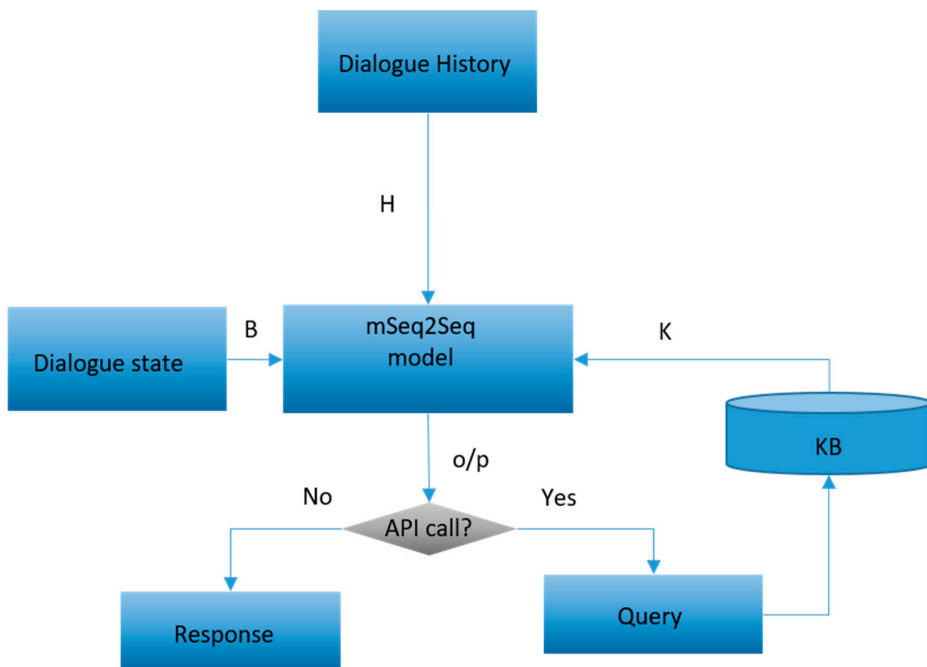 Dialogue History
H
mSeq2Seq
model
B
K
Dialogue state
KB
o/p
No
Yes
API call?
Response
Query